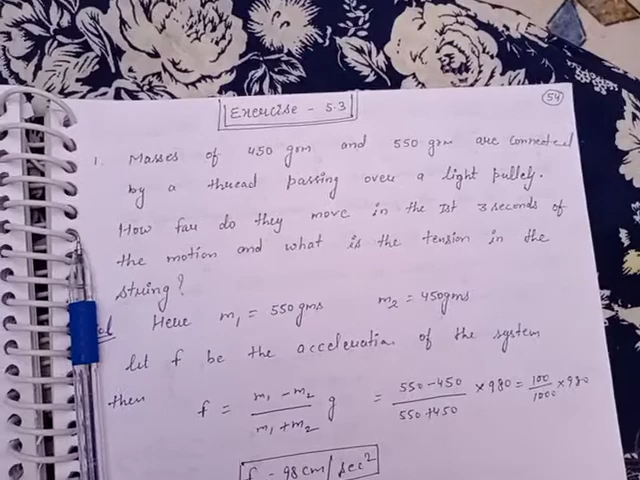 Exercise - 5.3
54
1. Masses of 450 gm and 550 gm are connected
by a thread passing over a light pulley.
How far do they move in the Ist 3 seconds of
the motion and what is the tension in the
string?
Sol Here m₁ = 550 gms m₂ = 450 gms
let f be the acceleration of the system
then f = (m₁ - m₂)/(m₁ + m₂) g = (550 - 450)/(550 + 450) × 980 = 100/1000 × 980
f = 98 cm/sec²